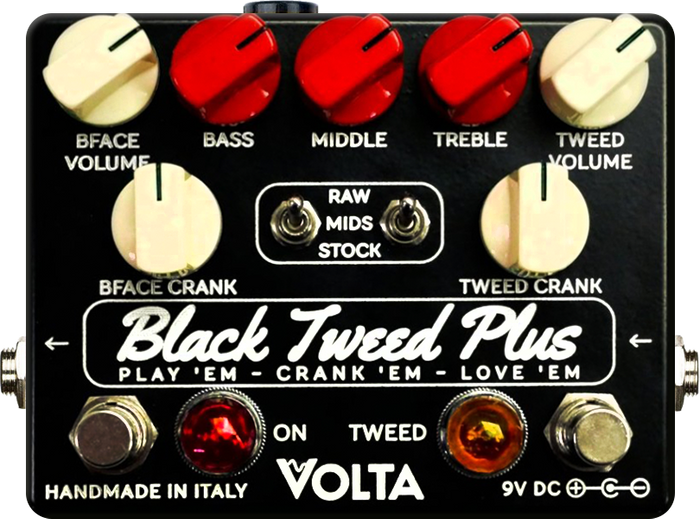 BFACE VOLUME
BASS
MIDDLE
TREBLE
TWEED VOLUME
RAW
MIDS
STOCK
BFACE CRANK
TWEED CRANK
← Black Tweed Plus ←
PLAY 'EM - CRANK 'EM - LOVE 'EM
ON
TWEED
HANDMADE IN ITALY
VOLTA
9V DC